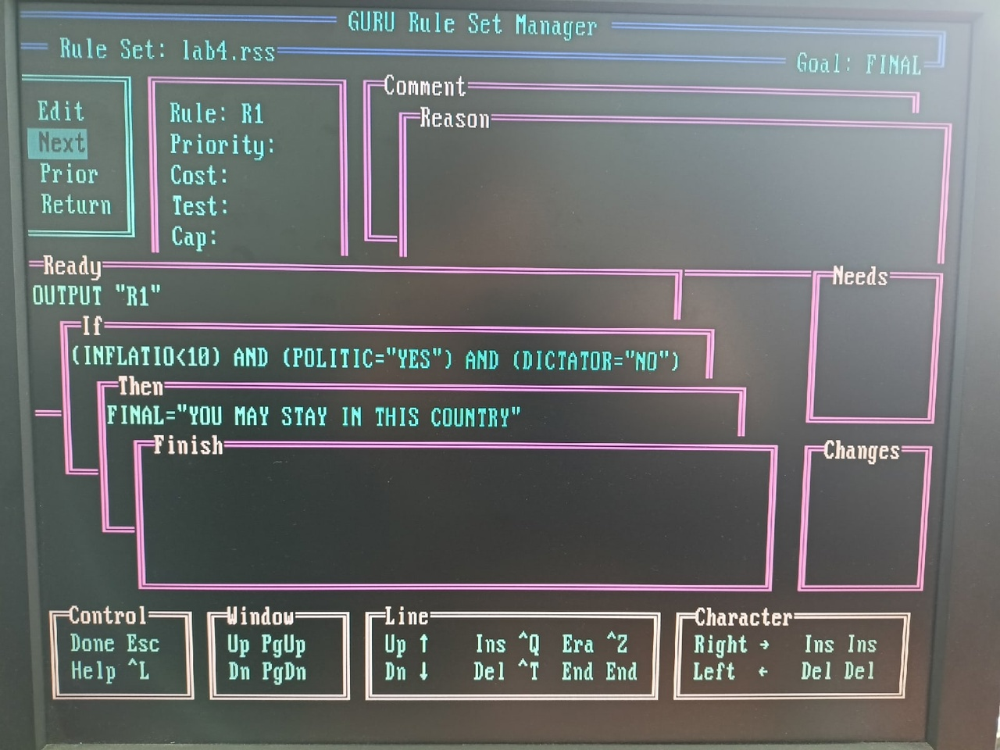 GURU Rule Set Manager
Rule Set: lab4.rss
Goal: FINAL
Edit
Next
Prior
Return
Rule: R1
Priority:
Cost:
Test:
Cap:
Comment
Reason
Ready
OUTPUT "R1"
Needs
If
(INFLATIO<10) AND (POLITIC="YES") AND (DICTATOR="NO")
Then
FINAL="YOU MAY STAY IN THIS COUNTRY"
Finish
Changes
Control
Done Esc
Help ^L
Window
Up PgUp
Dn PgDn
Line
Up ↑ Ins ^Q Era ^Z
Dn ↓ Del ^T End End
Character
Right → Ins Ins
Left ← Del Del